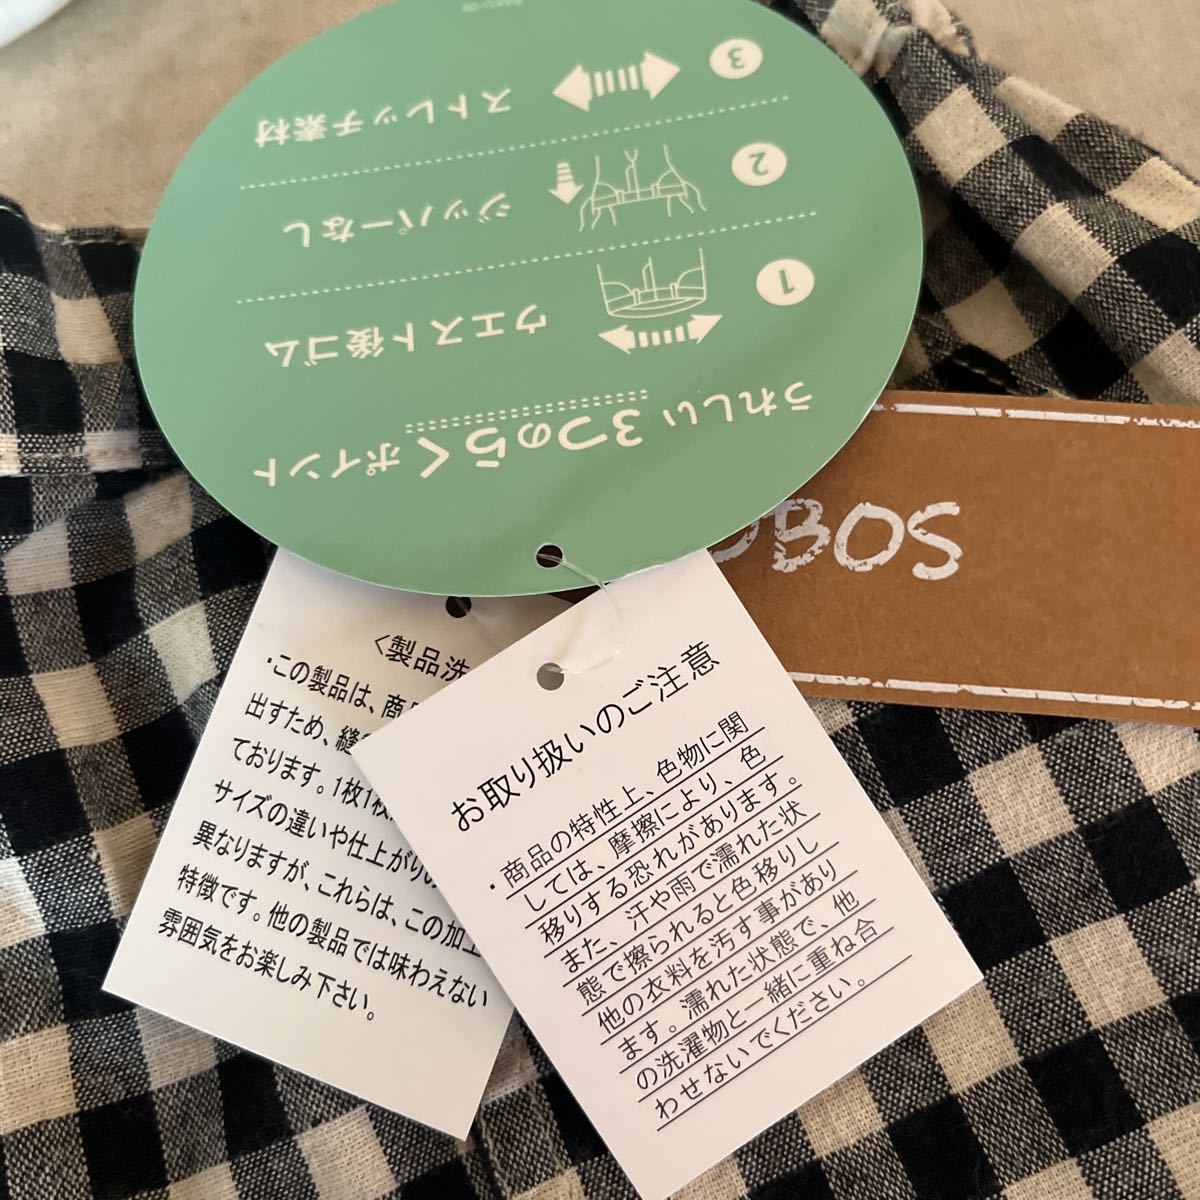 うれしい3つのらくポイント
1 ウエスト後ゴム
2 ジッパーなし
3 ストレッチ素材
OBOS
<製品洗
・この製品は、商
出すため、縫
ております。1枚1枚
サイズの違いや仕上がりの
異なりますが、これらは、この加工
特徴です。他の製品では味わえない
雰囲気をお楽しみ下さい。
お取り扱いのご注意
・商品の特性上、色物に関
しては、摩擦により、色
移りする恐れがあります。
また、汗や雨で濡れた状
態で擦られると色移りし
他の衣料を汚す事があり
ます。濡れた状態で、他
の洗濯物と一緒に重ね合
わせないでください。